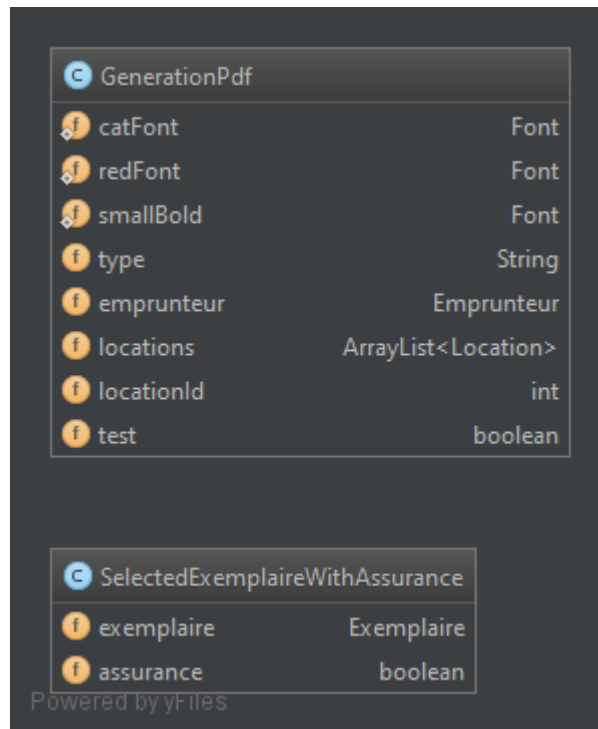 GenerationPdf
catFont Font
redFont Font
smallBold Font
type String
emprunteur Emprunteur
locations ArrayList<Location>
locationId int
test boolean
SelectedExemplaireWithAssurance
exemplaire Exemplaire
assurance boolean
Powered by yFiles